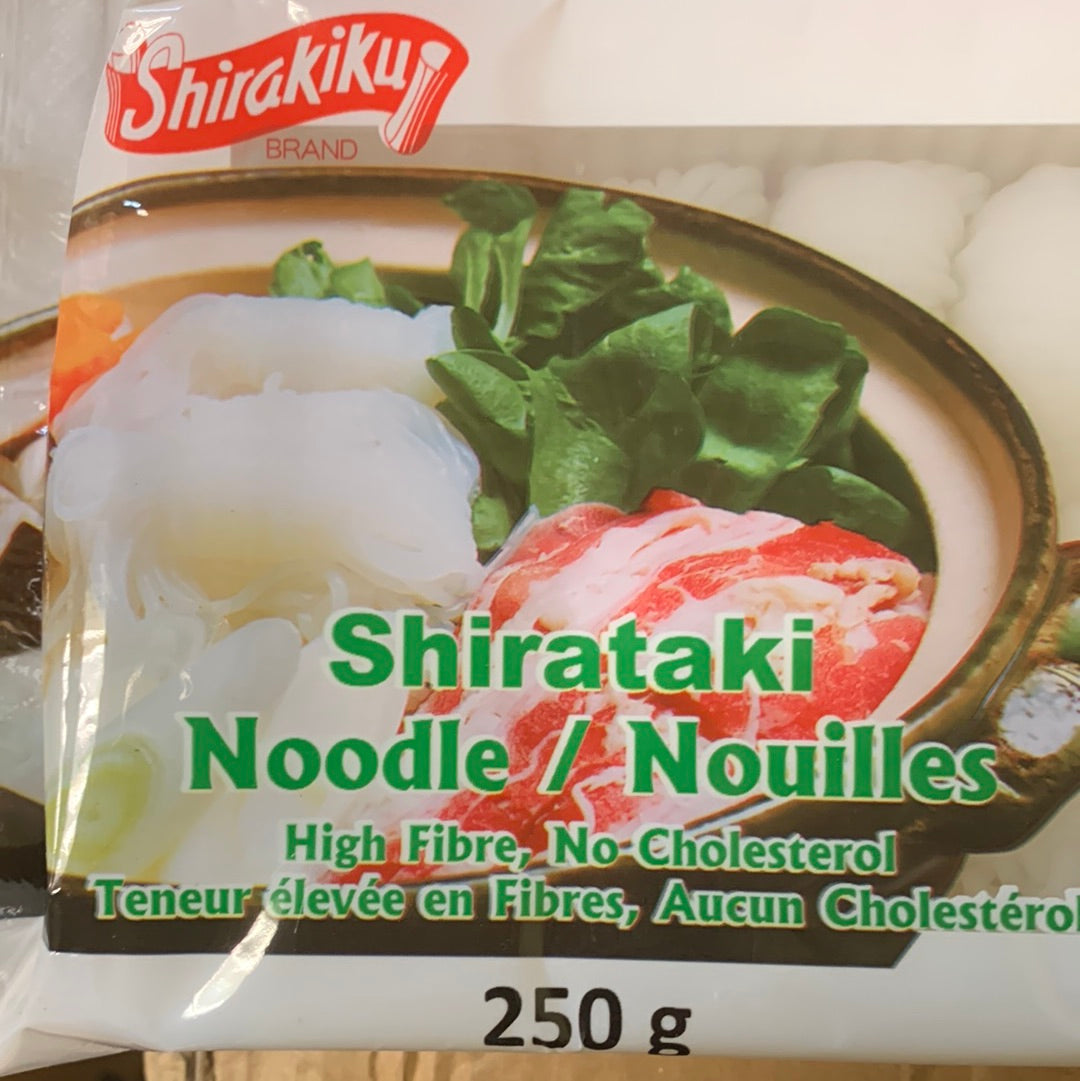 Shirakiku
BRAND
Shirataki
Noodle / Nouilles
High Fibre, No Cholesterol
Teneur élevée en Fibres, Aucun Cholestérol
250 g